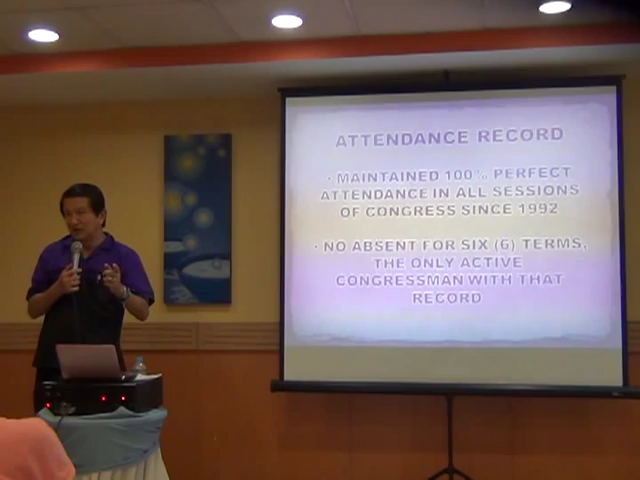 ATTENDANCE RECORD
· MAINTAINED 100% PERFECT
ATTENDANCE IN ALL SESSIONS
OF CONGRESS SINCE 1992
· NO ABSENT FOR SIX (6) TERMS,
THE ONLY ACTIVE
CONGRESSMAN WITH THAT
RECORD